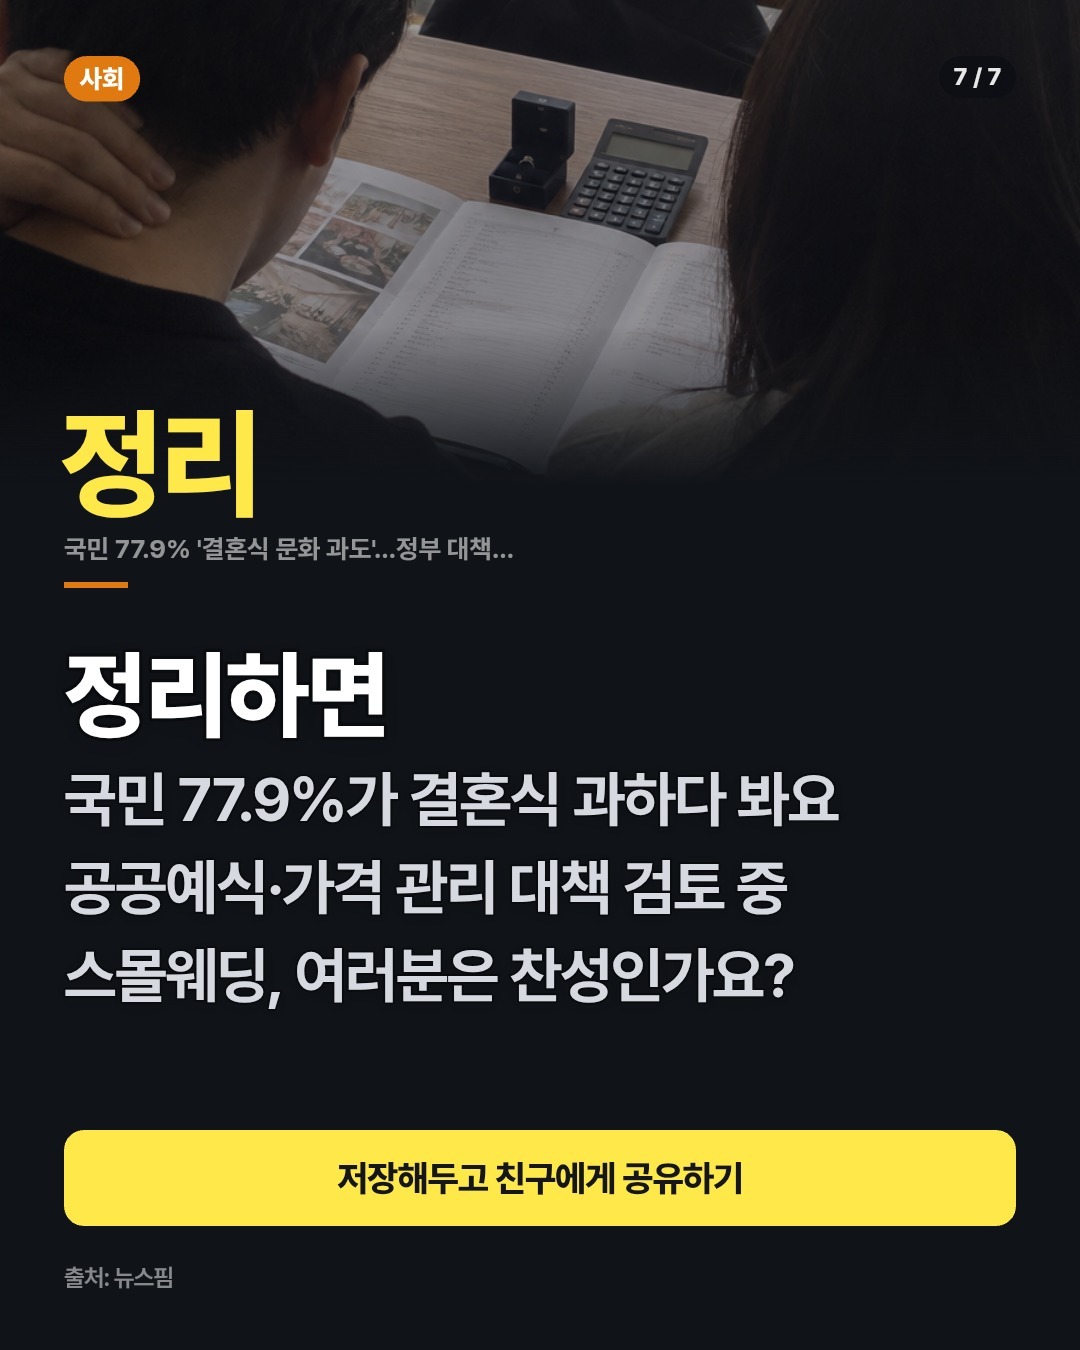 사회
7 / 7
정리
국민 77.9% '결혼식 문화 과도'...정부 대책...
정리하면
국민 77.9%가 결혼식 과하다 봐요
공공예식·가격 관리 대책 검토 중
스몰웨딩, 여러분은 찬성인가요?
저장해두고 친구에게 공유하기
출처: 뉴스핌